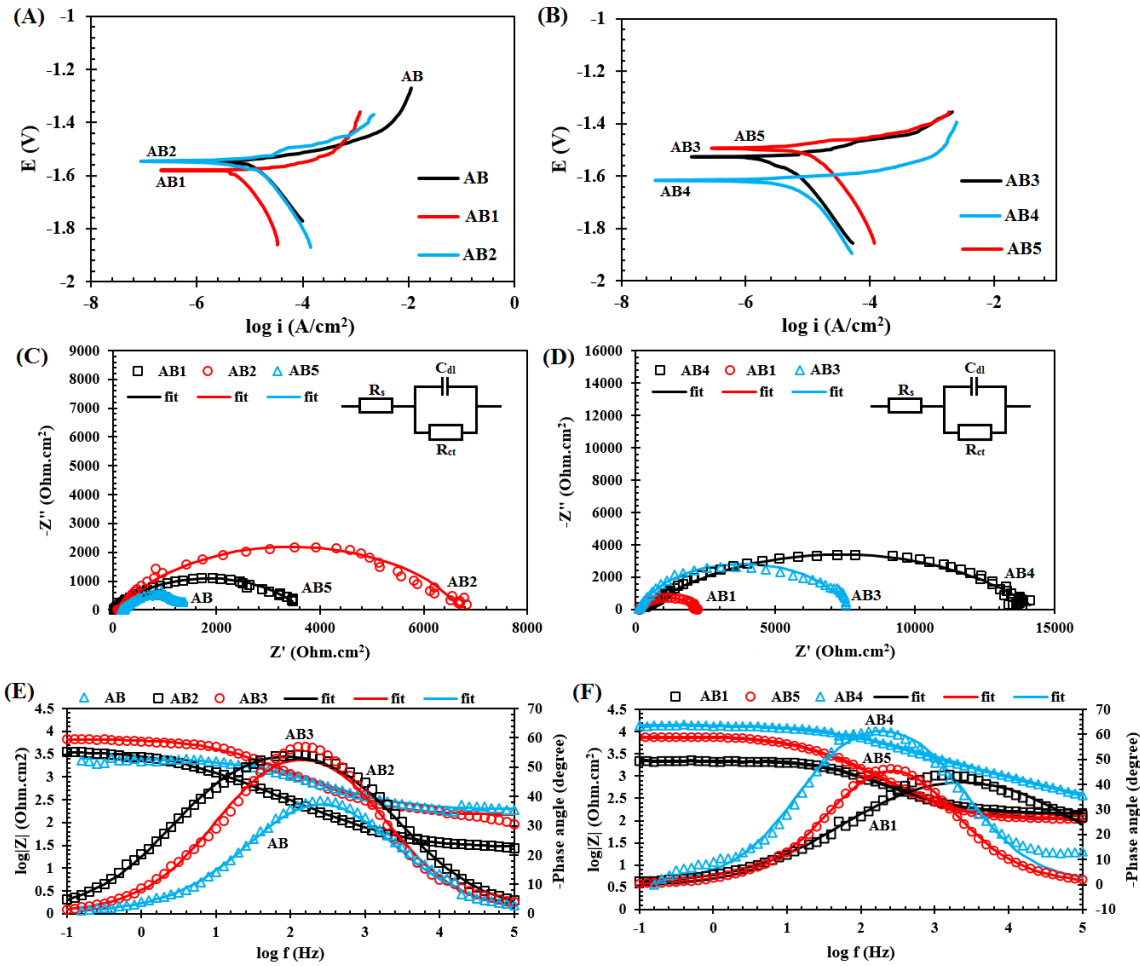 (A)
-1
-1.2
-1.4
-1.6
-1.8
-2
E (V)
AB
AB2
AB1
AB
AB1
AB2
-8
-6
-4
-2
0
log i (A/cm²)
(B)
-1
-1.2
-1.4
-1.6
-1.8
-2
E (V)
AB5
AB3
AB4
AB3
AB4
AB5
-8
-6
-4
-2
log i (A/cm²)
(C)
9000
8000
7000
6000
5000
4000
3000
2000
1000
0
-Z'' (Ohm.cm²)
AB1 AB2 AB5
fit fit fit
Cdl
Rs
Rct
AB2
AB5
AB
0
2000
4000
6000
8000
Z' (Ohm.cm²)
(D)
16000
14000
12000
10000
8000
6000
4000
2000
0
-Z'' (Ohm.cm²)
AB4 AB1 AB3
fit fit fit
Cdl
Rs
Rct
AB4
AB3
AB1
0
5000
10000
15000
Z' (Ohm.cm²)
(E)
AB AB2 AB3 fit fit fit
4.5
4
3.5
3
2.5
2
1.5
1
0.5
0
log|Z| (Ohm.cm2)
AB3
AB2
AB
70
60
50
40
30
20
10
0
-Phase angle (degree)
-1
0
1
2
3
4
5
log f (Hz)
(F)
AB1 AB5 AB4 fit fit fit
4.5
4
3.5
3
2.5
2
1.5
1
0.5
0
log|Z| (Ohm.cm²)
AB4
AB5
AB1
70
60
50
40
30
20
10
0
-10
-Phase angle (degree)
-1
0
1
2
3
4
5
log f (Hz)